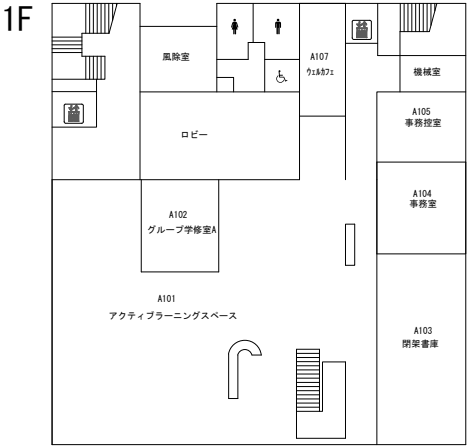 1F
風除室
A107
ウェルカフェ
機械室
ロビー
A105
事務控室
A104
事務室
A102
グループ学修室A
A101
アクティブラーニングスペース
A103
閉架書庫